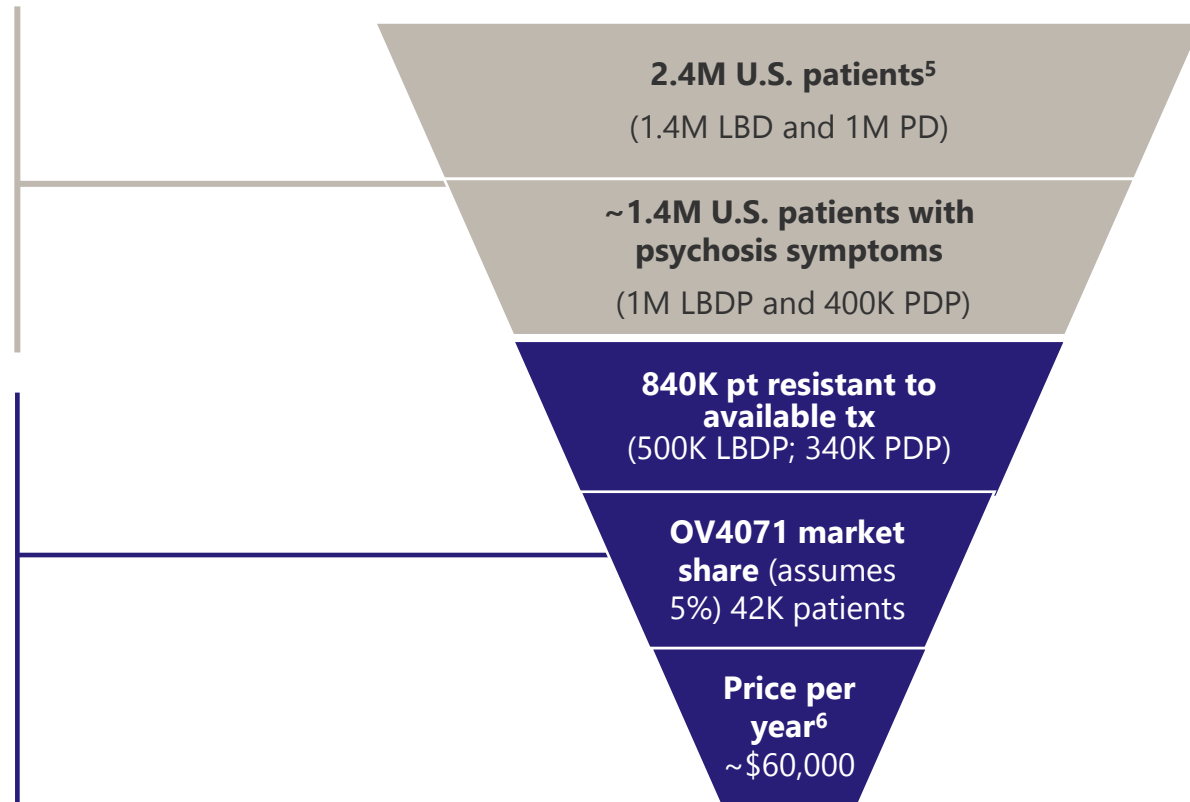 2.4M U.S. patients⁵
(1.4M LBD and 1M PD)
~1.4M U.S. patients with
psychosis symptoms
(1M LBDP and 400K PDP)
840K pt resistant to
available tx
(500K LBDP; 340K PDP)
OV4071 market
share (assumes
5%) 42K patients
Price per
year⁶
~$60,000